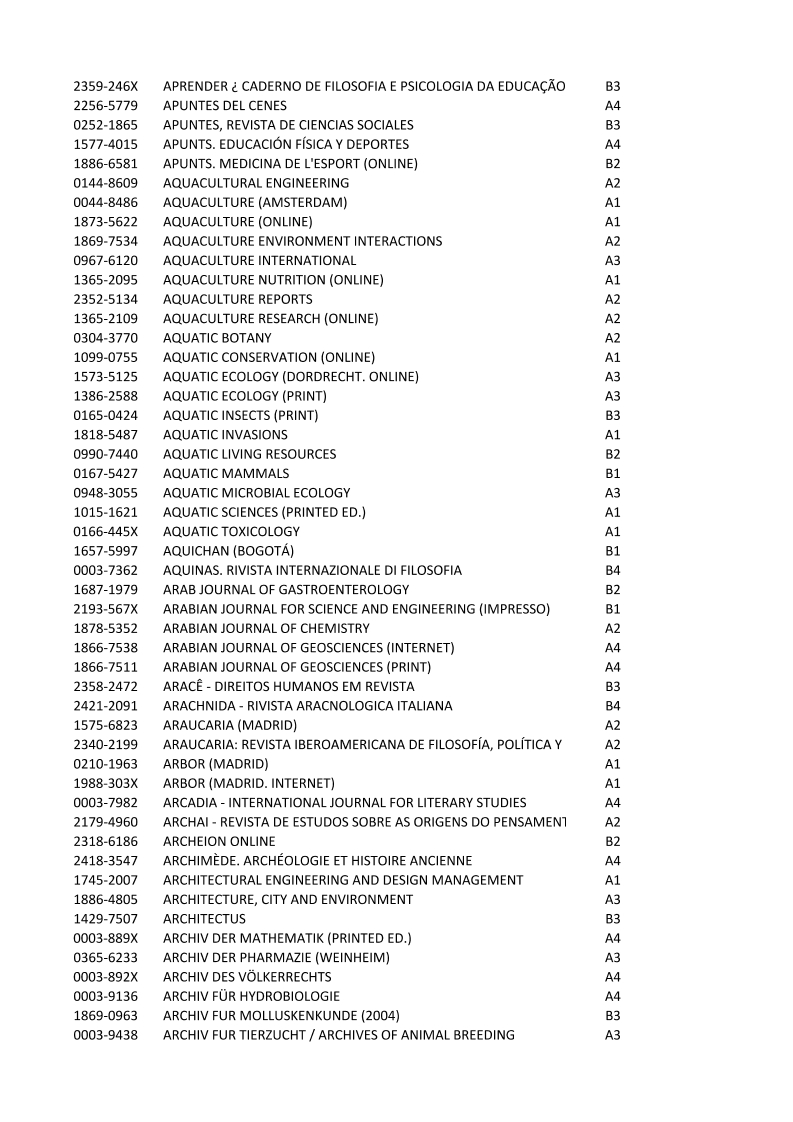 2359-246X APRENDER ¿ CADERNO DE FILOSOFIA E PSICOLOGIA DA EDUCAÇÃO B3
2256-5779 APUNTES DEL CENES A4
0252-1865 APUNTES, REVISTA DE CIENCIAS SOCIALES B3
1577-4015 APUNTS. EDUCACIÓN FÍSICA Y DEPORTES A4
1886-6581 APUNTS. MEDICINA DE L'ESPORT (ONLINE) B2
0144-8609 AQUACULTURAL ENGINEERING A2
0044-8486 AQUACULTURE (AMSTERDAM) A1
1873-5622 AQUACULTURE (ONLINE) A1
1869-7534 AQUACULTURE ENVIRONMENT INTERACTIONS A2
0967-6120 AQUACULTURE INTERNATIONAL A3
1365-2095 AQUACULTURE NUTRITION (ONLINE) A1
2352-5134 AQUACULTURE REPORTS A2
1365-2109 AQUACULTURE RESEARCH (ONLINE) A2
0304-3770 AQUATIC BOTANY A2
1099-0755 AQUATIC CONSERVATION (ONLINE) A1
1573-5125 AQUATIC ECOLOGY (DORDRECHT. ONLINE) A3
1386-2588 AQUATIC ECOLOGY (PRINT) A3
0165-0424 AQUATIC INSECTS (PRINT) B3
1818-5487 AQUATIC INVASIONS A1
0990-7440 AQUATIC LIVING RESOURCES B2
0167-5427 AQUATIC MAMMALS B1
0948-3055 AQUATIC MICROBIAL ECOLOGY A3
1015-1621 AQUATIC SCIENCES (PRINTED ED.) A1
0166-445X AQUATIC TOXICOLOGY A1
1657-5997 AQUICHAN (BOGOTÁ) B1
0003-7362 AQUINAS. RIVISTA INTERNAZIONALE DI FILOSOFIA B4
1687-1979 ARAB JOURNAL OF GASTROENTEROLOGY B2
2193-567X ARABIAN JOURNAL FOR SCIENCE AND ENGINEERING (IMPRESSO) B1
1878-5352 ARABIAN JOURNAL OF CHEMISTRY A2
1866-7538 ARABIAN JOURNAL OF GEOSCIENCES (INTERNET) A4
1866-7511 ARABIAN JOURNAL OF GEOSCIENCES (PRINT) A4
2358-2472 ARACÊ - DIREITOS HUMANOS EM REVISTA B3
2421-2091 ARACHNIDA - RIVISTA ARACNOLOGICA ITALIANA B4
1575-6823 ARAUCARIA (MADRID) A2
2340-2199 ARAUCARIA: REVISTA IBEROAMERICANA DE FILOSOFÍA, POLÍTICA Y A2
0210-1963 ARBOR (MADRID) A1
1988-303X ARBOR (MADRID. INTERNET) A1
0003-7982 ARCADIA - INTERNATIONAL JOURNAL FOR LITERARY STUDIES A4
2179-4960 ARCHAI - REVISTA DE ESTUDOS SOBRE AS ORIGENS DO PENSAMENT A2
2318-6186 ARCHEION ONLINE B2
2418-3547 ARCHIMÈDE. ARCHÉOLOGIE ET HISTOIRE ANCIENNE A4
1745-2007 ARCHITECTURAL ENGINEERING AND DESIGN MANAGEMENT A1
1886-4805 ARCHITECTURE, CITY AND ENVIRONMENT A3
1429-7507 ARCHITECTUS B3
0003-889X ARCHIV DER MATHEMATIK (PRINTED ED.) A4
0365-6233 ARCHIV DER PHARMAZIE (WEINHEIM) A3
0003-892X ARCHIV DES VÖLKERRECHTS A4
0003-9136 ARCHIV FÜR HYDROBIOLOGIE A4
1869-0963 ARCHIV FUR MOLLUSKENKUNDE (2004) B3
0003-9438 ARCHIV FUR TIERZUCHT / ARCHIVES OF ANIMAL BREEDING A3